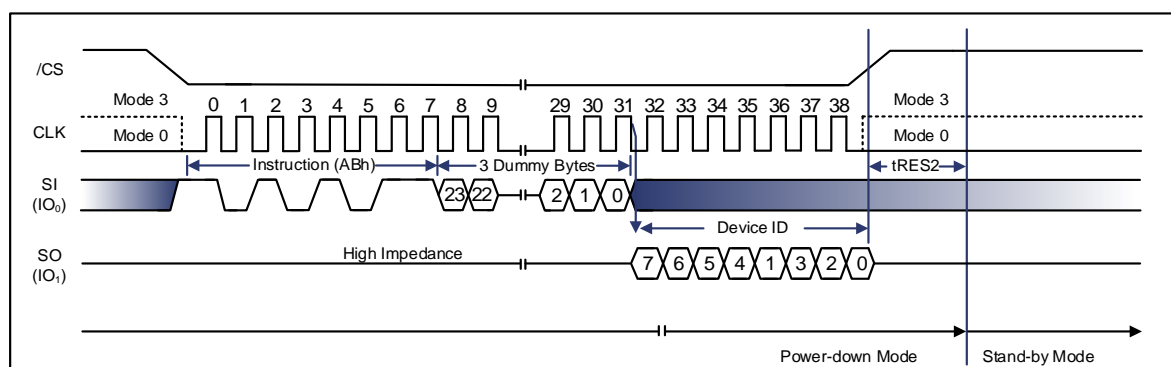 /CS
Mode 3
0 1 2 3 4 5 6 7 8 9 29 30 31 32 33 34 35 36 37 38
Mode 3
CLK
Mode 0
Mode 0
Instruction (ABh)
3 Dummy Bytes
tRES2
SI
(IO₀)
23 22 2 1 0
Device ID
SO
(IO₁)
High Impedance
7 6 5 4 1 3 2 0
Power-down Mode
Stand-by Mode